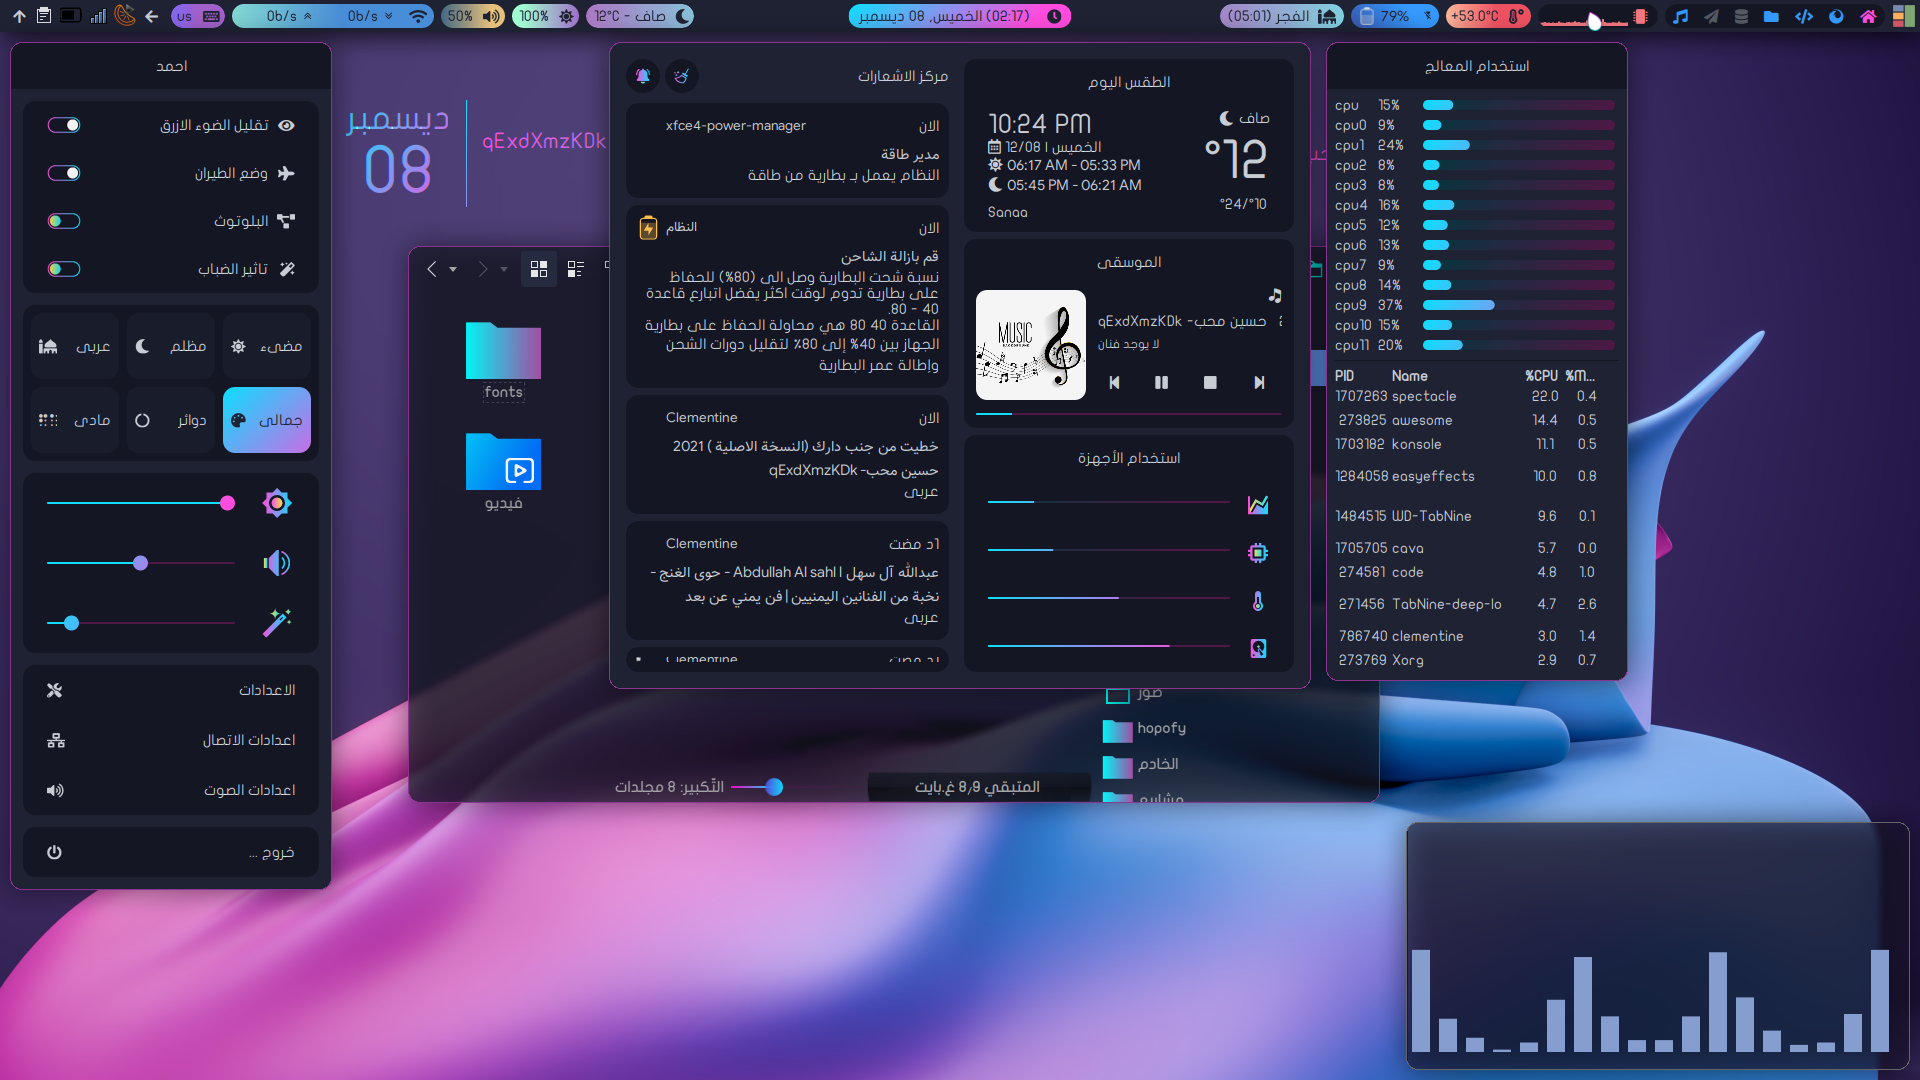 us
0b/s
0b/s
50%
100%
صاف - 12°C
(02:17) الخميس, 08 ديسمبر
الفجر (05:01)
79%
+53.0°C
احمد
تقليل الضوء الازرق
وضع الطيران
البلوتوث
تاثير الضباب
مضيء
مظلم
عربي
جمالي
دوائر
مادي
الاعدادات
اعدادات الاتصال
اعدادات الصوت
خروج ...
ديسمبر
08
qExdXmzKDk
fonts
فيديو
التّكبير: 8 مجلدات
المتبقي 8٫9 غ.بايت
صور
hopofy
الخادم
مركز الاشعارات
الان
xfce4-power-manager
مدير طاقة
النظام يعمل بـ بطارية من طاقة
الان
النظام
قم بازالة الشاحن
نسبة شحت البطارية وصل الى (80%) للحفاظ
على بطارية تدوم لوقت اكثر يفضل اتبارع قاعدة
40 - 80.
القاعدة 40 80 هي محاولة الحفاظ على بطارية
الجهاز بين 40% إلى 80٪ لتقليل دورات الشحن
وإطالة عمر البطارية
الان
Clementine
خطيت من جنب دارك (النسخة الاصلية ) 2021
حسين محب- qExdXmzKDk
عربى
1د مضت
Clementine
عبدالله آل سهل | Abdullah Al sahl - حوى الغنج -
نخبة من الفنانين اليمنيين | فن يمني عن بعد
عربى
Clementine
الطقس اليوم
صاف
10:24 PM
الخميس | 12/08
06:17 AM - 05:33 PM
05:45 PM - 06:21 AM
Sanaa
°12
°24/°10
الموسقى
حسين محب- qExdXmzKDk
لا يوجد فنان
MUSIC
استخدام الأجهزة
استخدام المعالج
cpu 15%
cpu0 9%
cpu1 24%
cpu2 8%
cpu3 8%
cpu4 16%
cpu5 12%
cpu6 13%
cpu7 9%
cpu8 14%
cpu9 37%
cpu10 15%
cpu11 20%
PID Name %CPU %M...
1707263 spectacle 22.0 0.4
273825 awesome 14.4 0.5
1703182 konsole 11.1 0.5
1284058 easyeffects 10.0 0.8
1484515 WD-TabNine 9.6 0.1
1705705 cava 5.7 0.0
274581 code 4.8 1.0
271456 TabNine-deep-lo 4.7 2.6
786740 clementine 3.0 1.4
273769 Xorg 2.9 0.7